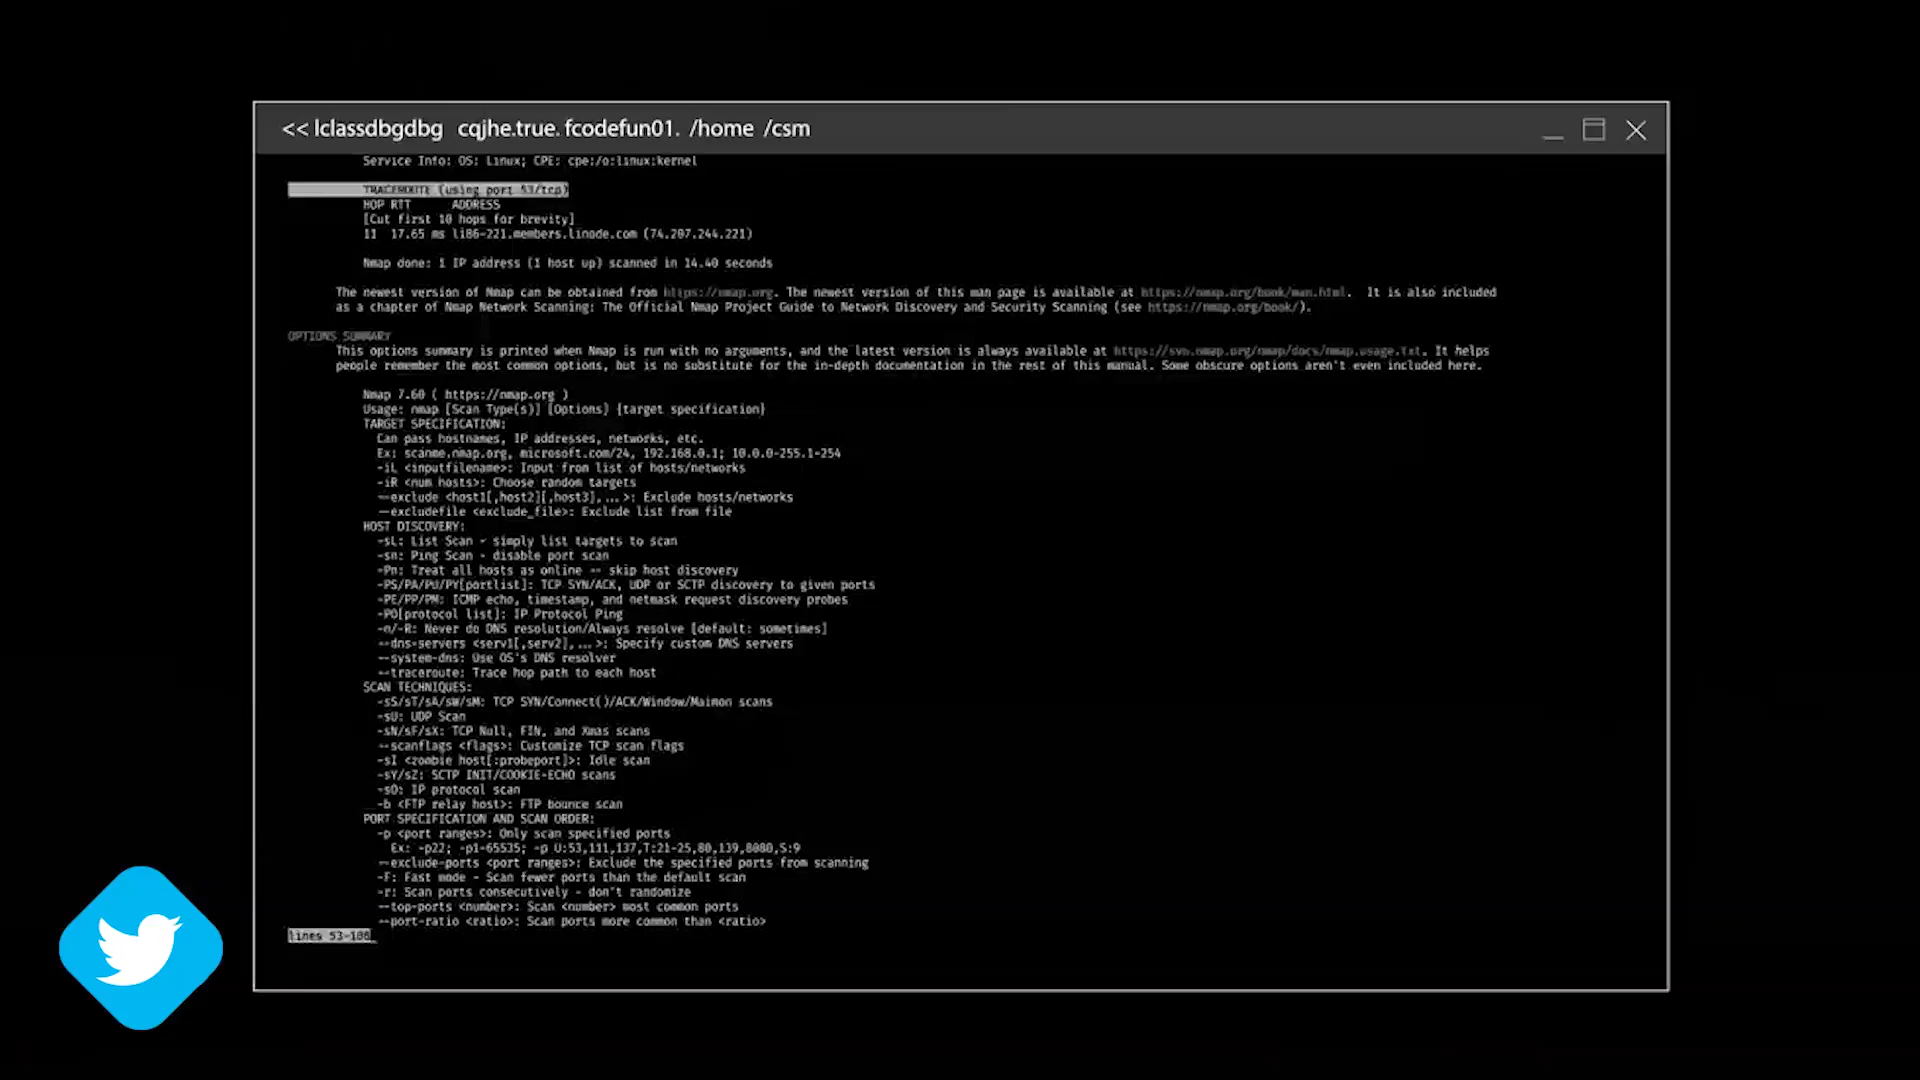 << lclassdbgdbg cqjhe.true. fcodefun01. /home /csm
Service Info: OS: Linux; CPE: cpe:/o:linux:kernel
TRACEROUTE (using port 53/tcp)
HOP RTT ADDRESS
[Cut first 10 hops for brevity]
11 17.65 ms li86-221.members.linode.com (74.207.244.221)
Nmap done: 1 IP address (1 host up) scanned in 14.40 seconds
The newest version of Nmap can be obtained from https://nmap.org. The newest version of this man page is available at https://nmap.org/book/man.html. It is also included
as a chapter of Nmap Network Scanning: The Official Nmap Project Guide to Network Discovery and Security Scanning (see https://nmap.org/book/).
OPTIONS SUMMARY
This options summary is printed when Nmap is run with no arguments, and the latest version is always available at https://svn.nmap.org/nmap/docs/nmap.usage.txt. It helps
people remember the most common options, but is no substitute for the in-depth documentation in the rest of this manual. Some obscure options aren't even included here.
Nmap 7.60 ( https://nmap.org )
Usage: nmap [Scan Type(s)] [Options] {target specification}
TARGET SPECIFICATION:
Can pass hostnames, IP addresses, networks, etc.
Ex: scanme.nmap.org, microsoft.com/24, 192.168.0.1; 10.0.0-255.1-254
-iL <inputfilename>: Input from list of hosts/networks
-iR <num hosts>: Choose random targets
--exclude <host1[,host2][,host3],...>: Exclude hosts/networks
--excludefile <exclude_file>: Exclude list from file
HOST DISCOVERY:
-sL: List Scan - simply list targets to scan
-sn: Ping Scan - disable port scan
-Pn: Treat all hosts as online -- skip host discovery
-PS/PA/PU/PY[portlist]: TCP SYN/ACK, UDP or SCTP discovery to given ports
-PE/PP/PM: ICMP echo, timestamp, and netmask request discovery probes
-PO[protocol list]: IP Protocol Ping
-n/-R: Never do DNS resolution/Always resolve [default: sometimes]
--dns-servers <serv1[,serv2],...>: Specify custom DNS servers
--system-dns: Use OS's DNS resolver
--traceroute: Trace hop path to each host
SCAN TECHNIQUES:
-sS/sT/sA/sW/sM: TCP SYN/Connect()/ACK/Window/Maimon scans
-sU: UDP Scan
-sN/sF/sX: TCP Null, FIN, and Xmas scans
--scanflags <flags>: Customize TCP scan flags
-sI <zombie host[:probeport]>: Idle scan
-sY/sZ: SCTP INIT/COOKIE-ECHO scans
-sO: IP protocol scan
-b <FTP relay host>: FTP bounce scan
PORT SPECIFICATION AND SCAN ORDER:
-p <port ranges>: Only scan specified ports
Ex: -p22; -p1-65535; -p U:53,111,137,T:21-25,80,139,8080,S:9
--exclude-ports <port ranges>: Exclude the specified ports from scanning
-F: Fast mode - Scan fewer ports than the default scan
-r: Scan ports consecutively - don't randomize
--top-ports <number>: Scan <number> most common ports
--port-ratio <ratio>: Scan ports more common than <ratio>
lines 53-106